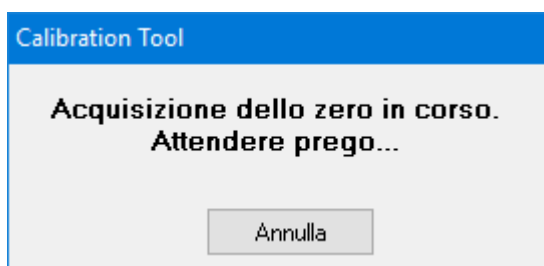 Calibration Tool
Acquisizione dello zero in corso.
Attendere prego...
Annulla